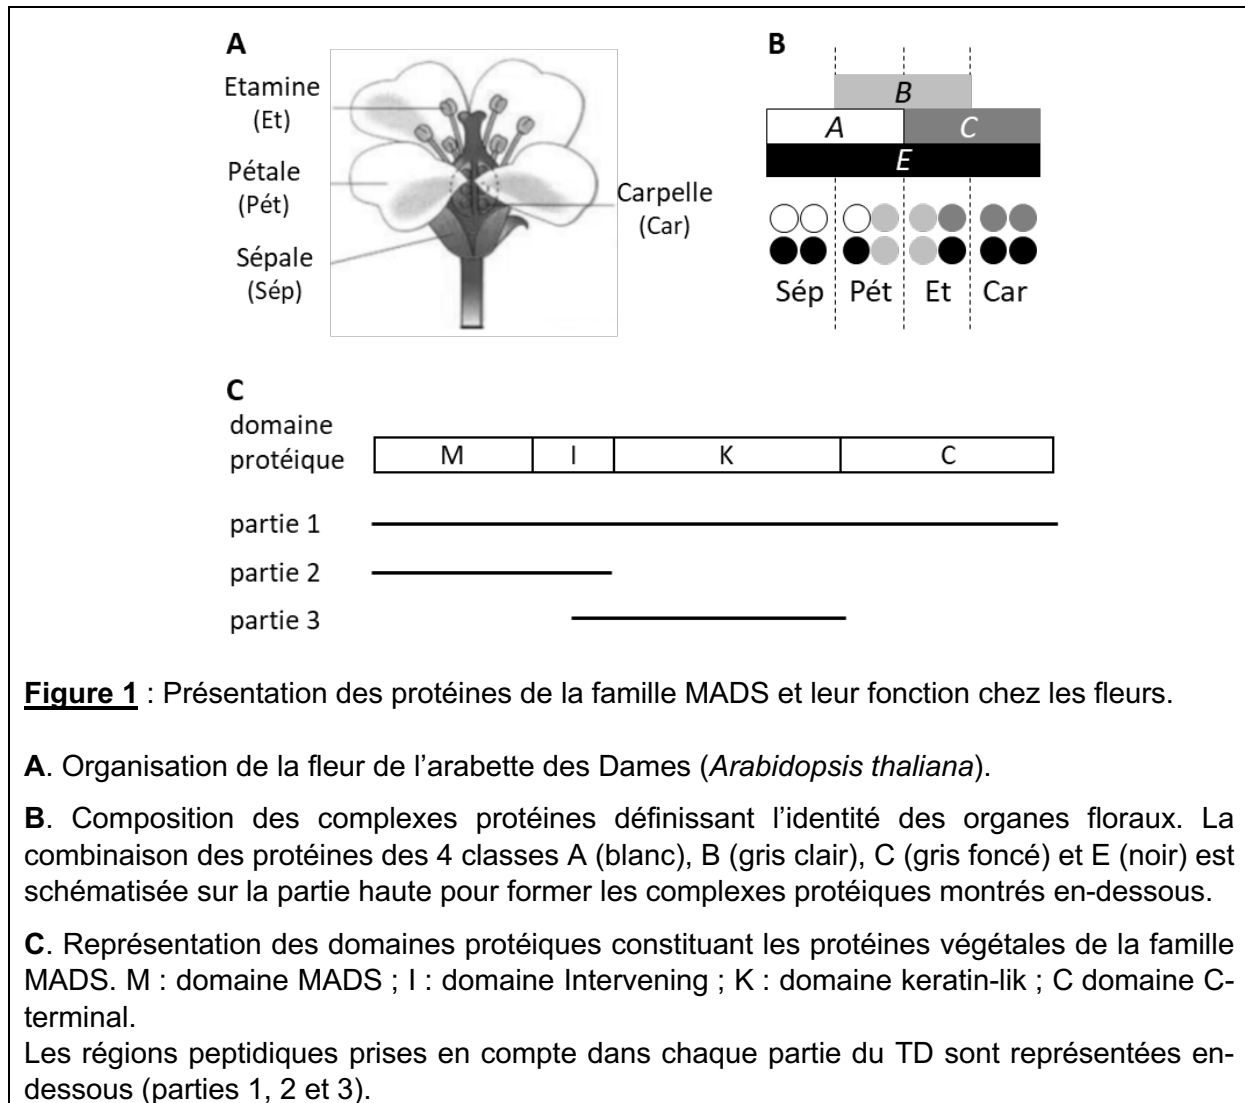 A
Etamine
(Et)
Pétale
(Pét)
Sépale
(Sép)
Carpelle
(Car)
B
B
A C
E
Sép Pét Et Car
C
domaine
protéique
M I K C
partie 1
partie 2
partie 3
Figure 1 : Présentation des protéines de la famille MADS et leur fonction chez les fleurs.
A. Organisation de la fleur de l'arabette des Dames (Arabidopsis thaliana).
B. Composition des complexes protéines définissant l'identité des organes floraux. La
combinaison des protéines des 4 classes A (blanc), B (gris clair), C (gris foncé) et E (noir) est
schématisée sur la partie haute pour former les complexes protéiques montrés en-dessous.
C. Représentation des domaines protéiques constituant les protéines végétales de la famille
MADS. M : domaine MADS ; I : domaine Intervening ; K : domaine keratin-lik ; C domaine C-
terminal.
Les régions peptidiques prises en compte dans chaque partie du TD sont représentées en-
dessous (parties 1, 2 et 3).